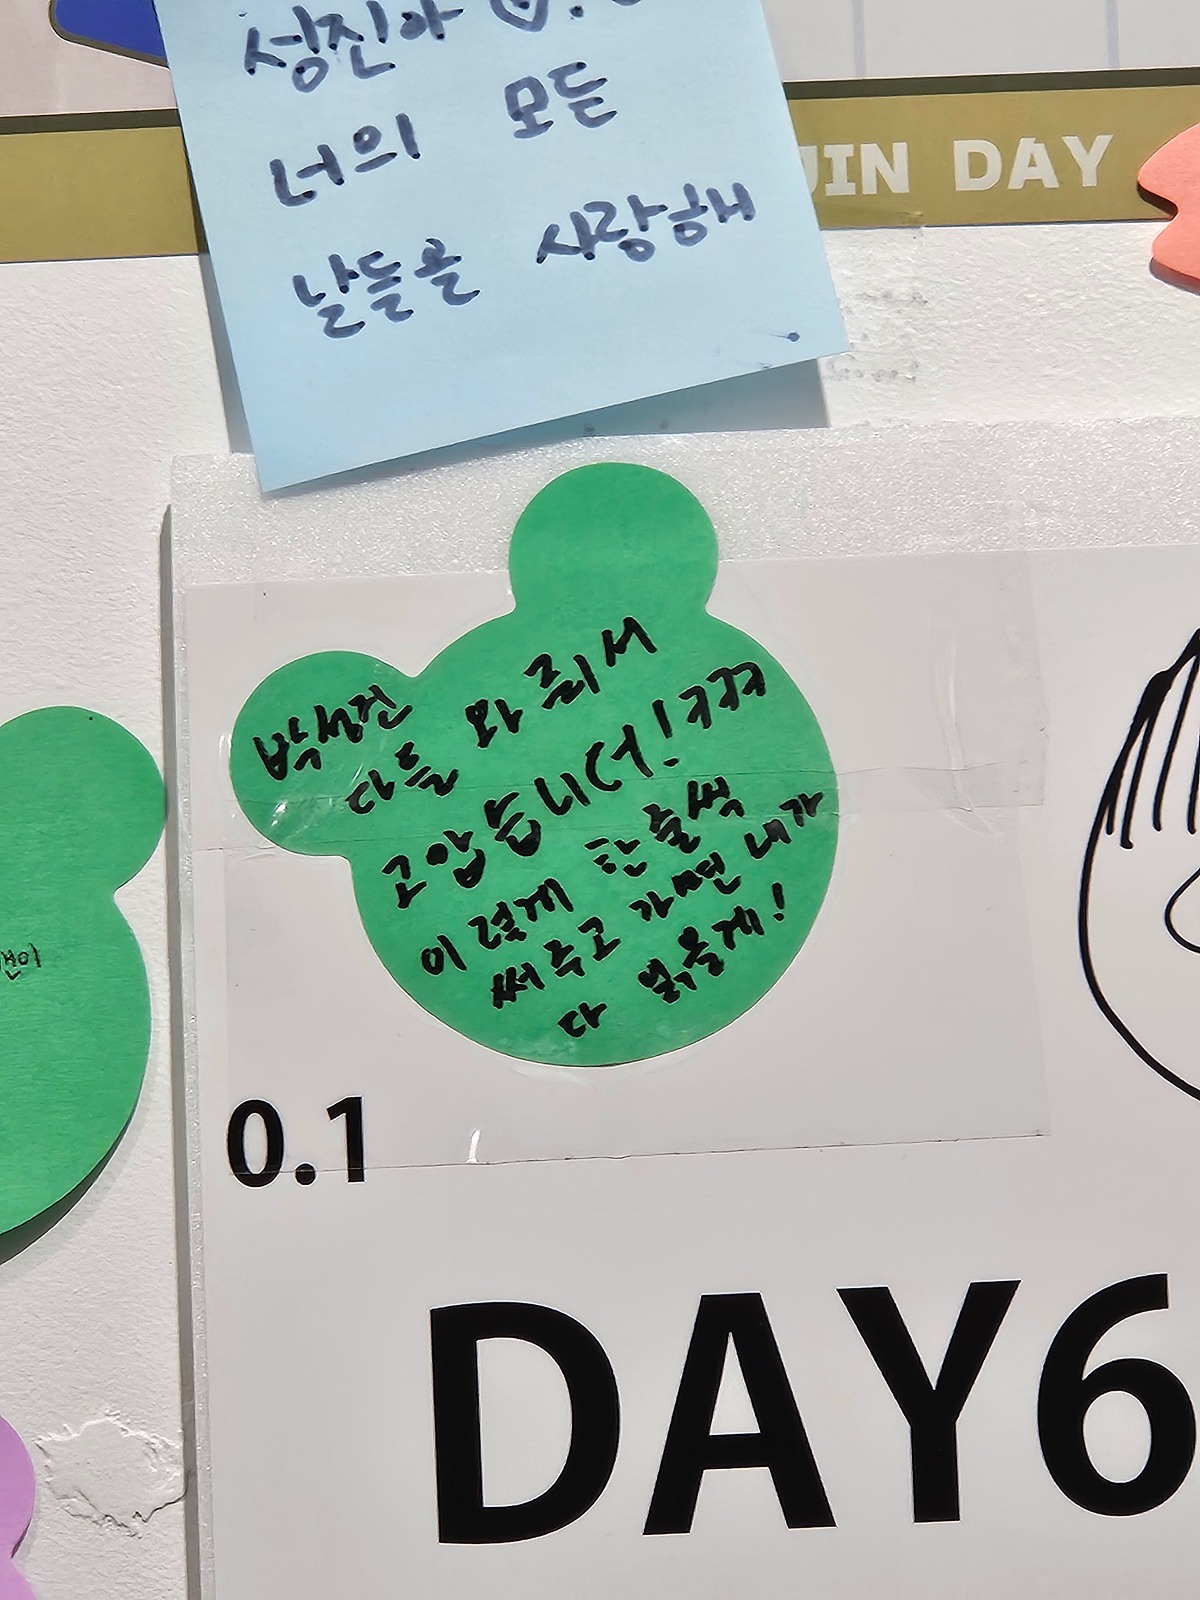 성진아
너의 모든
날들을 사랑해
JIN DAY
박성진
다들 와 줘서
고맙습니더! ㅋㅋㅋ
이렇게 한 줄씩
써 주고 가면 내가
다 읽을게!
0.1
DAY6